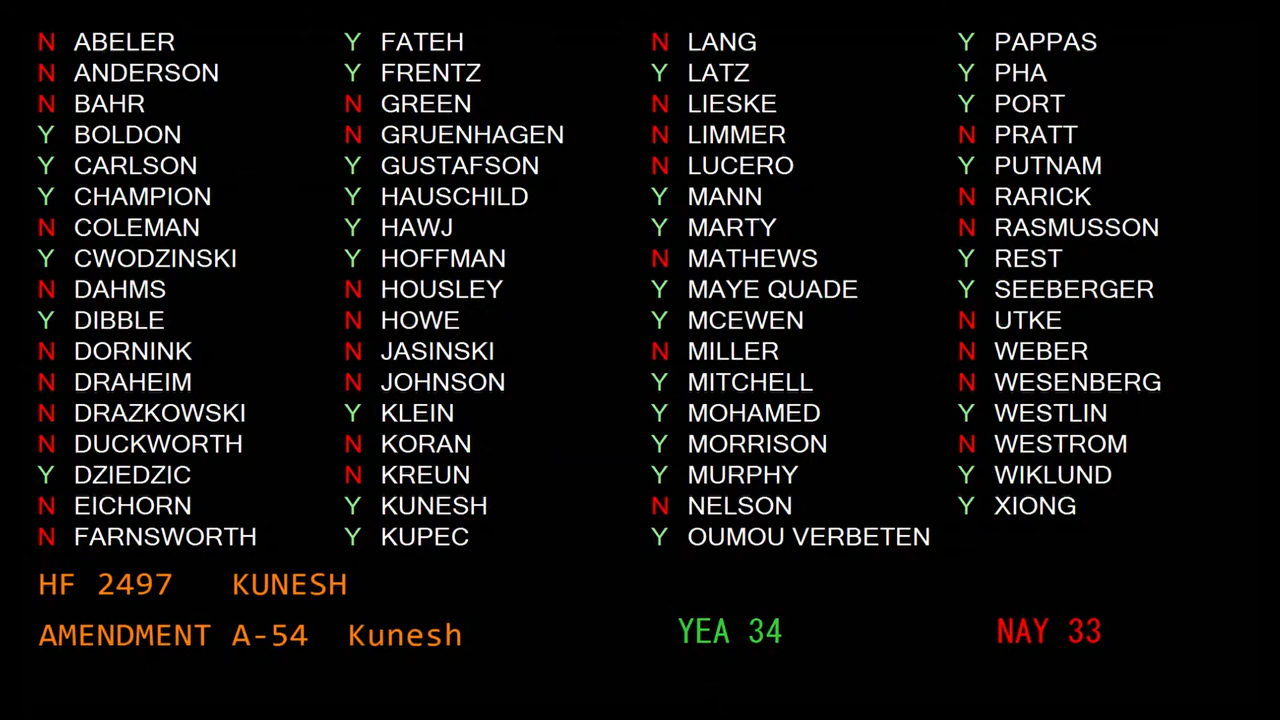 N ABELER Y FATEH N LANG Y PAPPAS
N ANDERSON Y FRENTZ Y LATZ Y PHA
N BAHR N GREEN N LIESKE Y PORT
Y BOLDON N GRUENHAGEN N LIMMER N PRATT
Y CARLSON Y GUSTAFSON N LUCERO Y PUTNAM
Y CHAMPION Y HAUSCHILD Y MANN N RARICK
N COLEMAN Y HAWJ Y MARTY N RASMUSSON
Y CWODZINSKI Y HOFFMAN N MATHEWS Y REST
N DAHMS N HOUSLEY Y MAYE QUADE Y SEEBERGER
Y DIBBLE N HOWE Y MCEWEN N UTKE
N DORNINK N JASINSKI N MILLER N WEBER
N DRAHEIM N JOHNSON Y MITCHELL N WESENBERG
N DRAZKOWSKI Y KLEIN Y MOHAMED Y WESTLIN
N DUCKWORTH N KORAN Y MORRISON N WESTROM
Y DZIEDZIC N KREUN Y MURPHY Y WIKLUND
N EICHORN Y KUNESH N NELSON Y XIONG
N FARNSWORTH Y KUPEC Y OUMOU VERBETEN
HF 2497 KUNESH
AMENDMENT A-54 Kunesh YEA 34 NAY 33